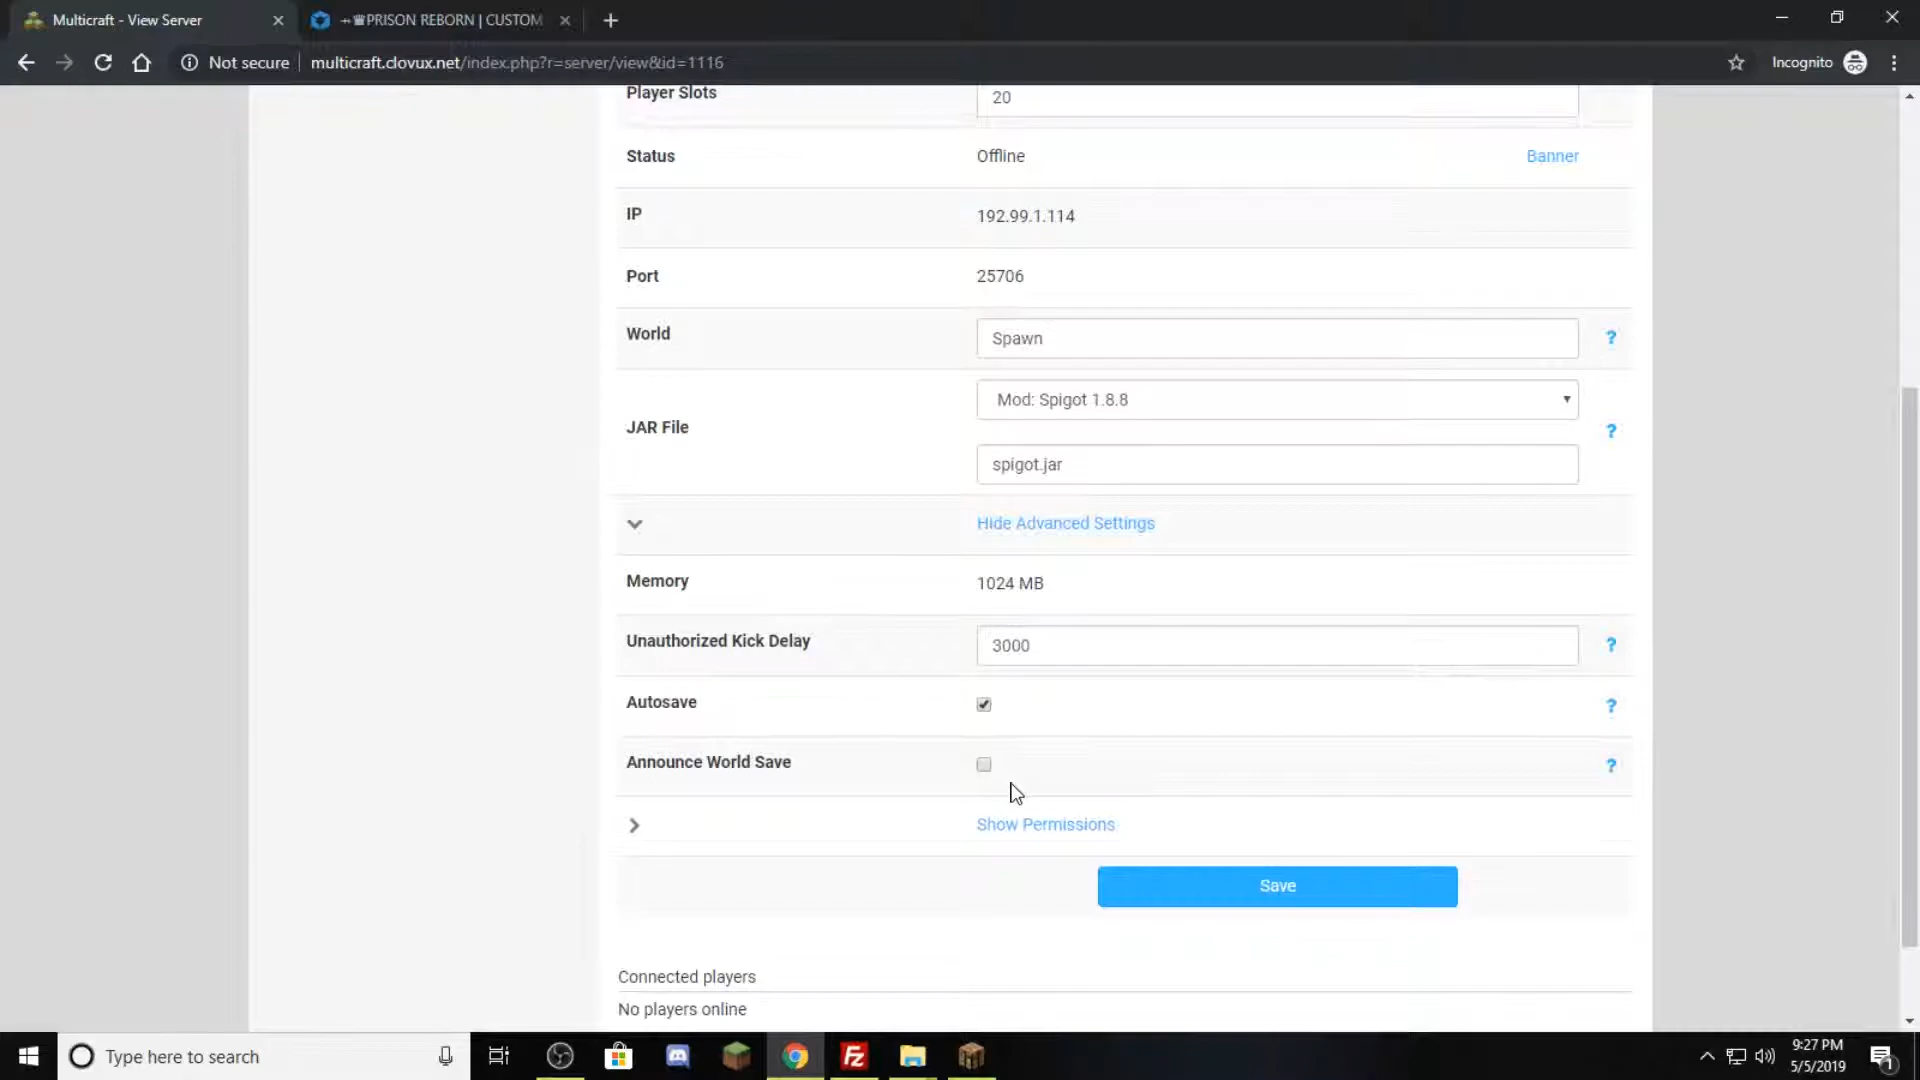 Multicraft - View Server
PRISON REBORN | CUSTOM
Not secure
multicraft.clovux.net/index.php?r=server/view&id=1116
Incognito
Player Slots
20
Status
Offline
Banner
IP
192.99.1.114
Port
25706
World
Spawn
?
JAR File
Mod: Spigot 1.8.8
?
spigot.jar
Hide Advanced Settings
Memory
1024 MB
Unauthorized Kick Delay
3000
?
Autosave
?
Announce World Save
?
Show Permissions
Save
Connected players
No players online
Type here to search
9:27 PM
5/5/2019
1